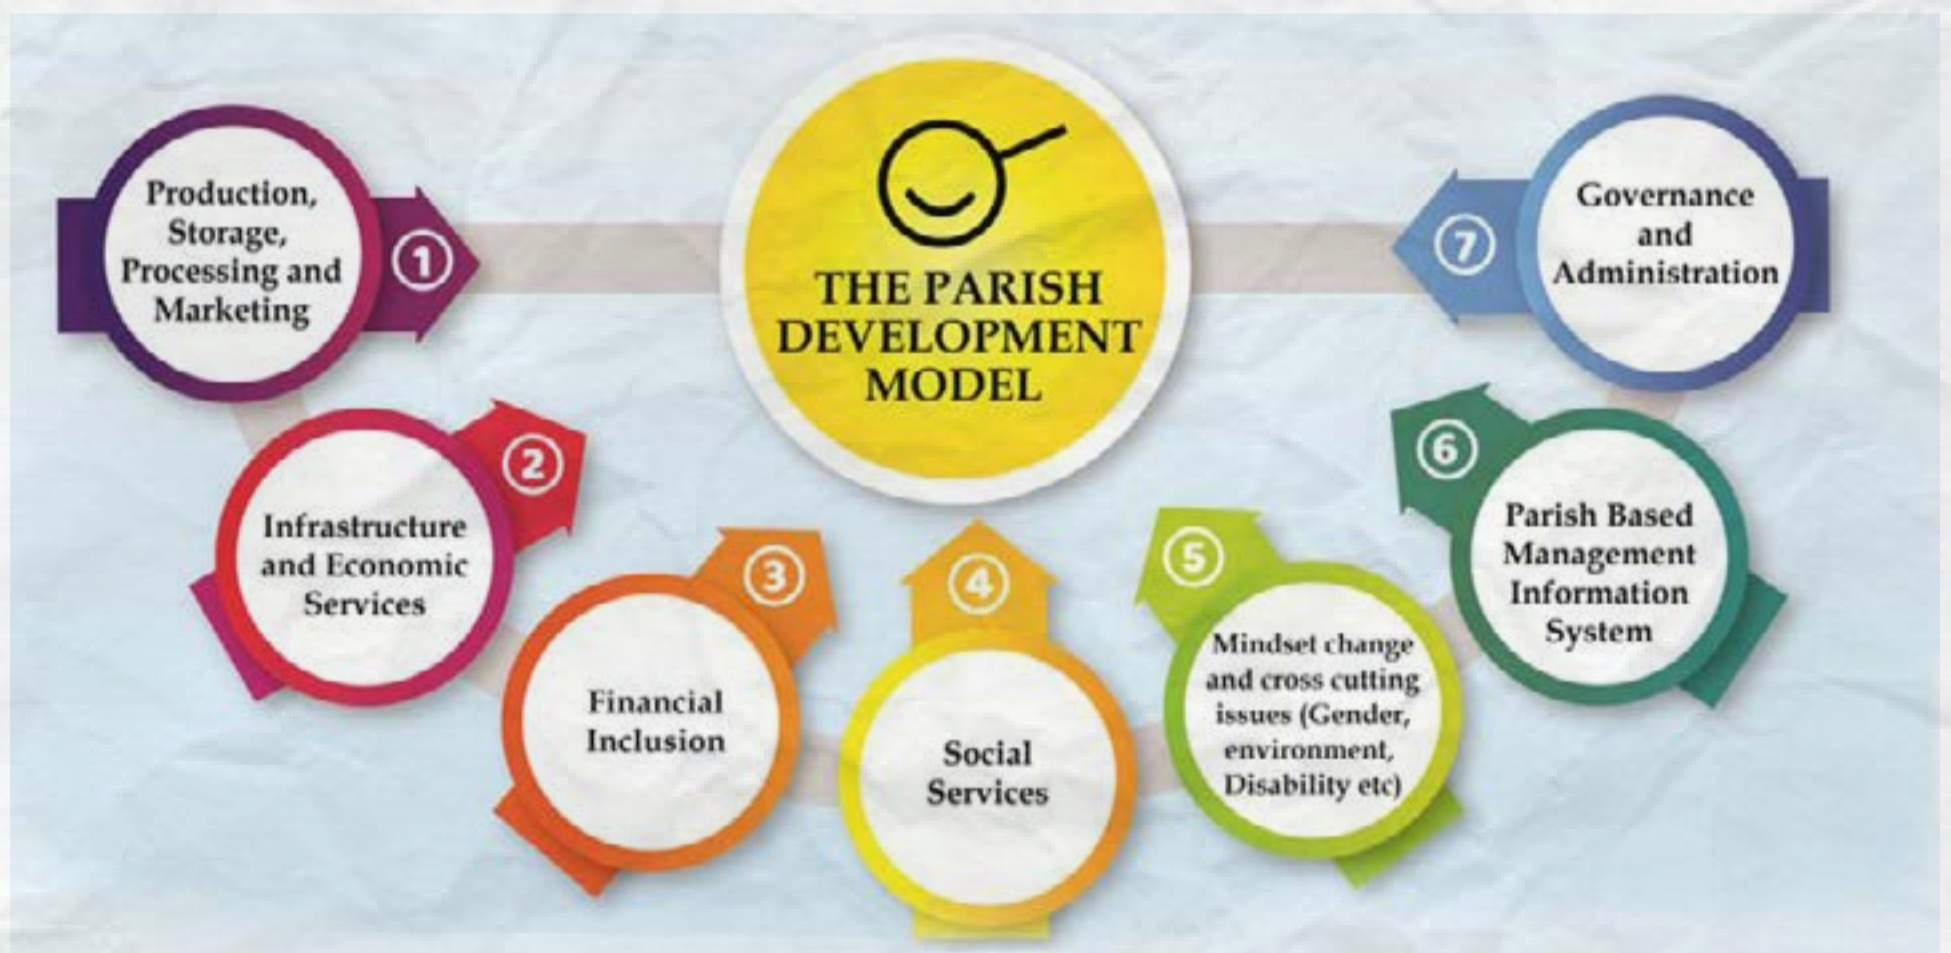 THE PARISH
DEVELOPMENT
MODEL
Production,
Storage,
Processing and
Marketing
1
Infrastructure
and Economic
Services
2
Financial
Inclusion
3
Social
Services
4
Mindset change
and cross cutting
issues (Gender,
environment,
Disability etc)
5
Parish Based
Management
Information
System
6
Governance
and
Administration
7